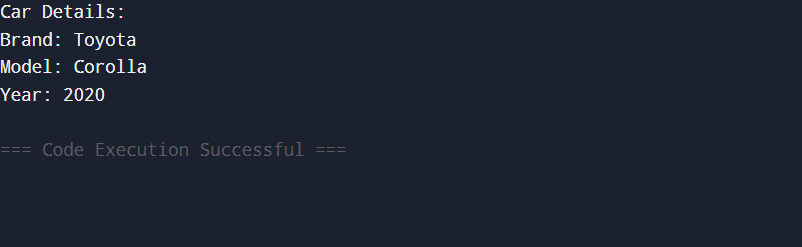 Car Details:
Brand: Toyota
Model: Corolla
Year: 2020
=== Code Execution Successful ===